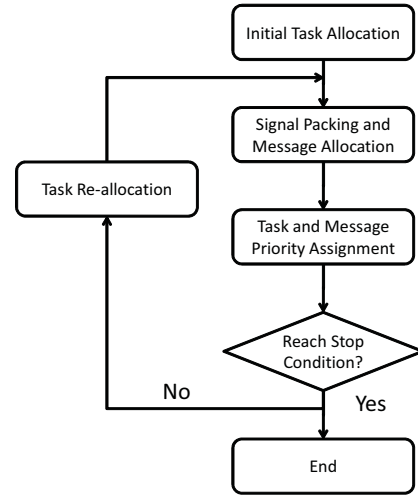 Initial Task Allocation
Signal Packing and
Message Allocation
Task Re-allocation
Task and Message
Priority Assignment
Reach Stop
Condition?
No
Yes
End